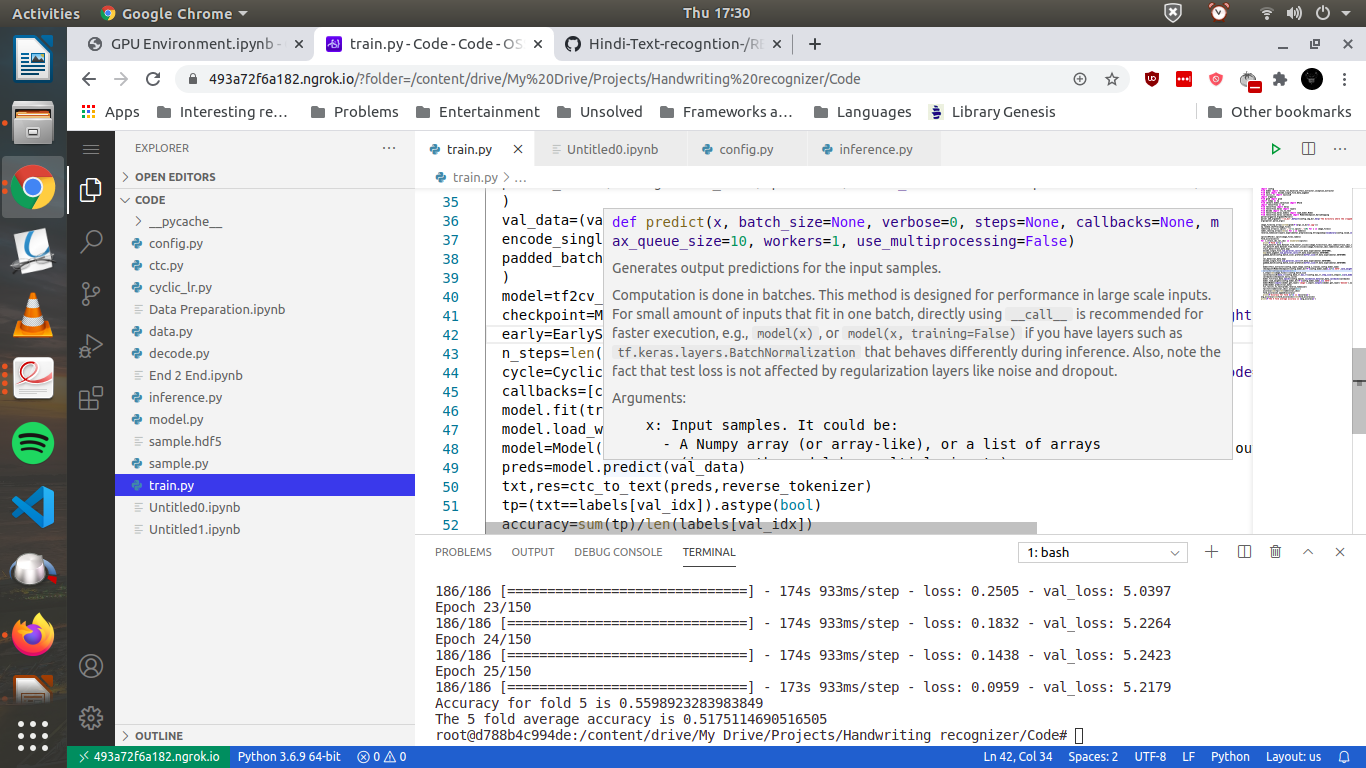 Activities
Google Chrome
Thu 17:30
GPU Environment.ipynb -
train.py - Code - Code - OS
Hindi-Text-recogntion-/RE
493a72f6a182.ngrok.io/?folder=/content/drive/My%20Drive/Projects/Handwriting%20recognizer/Code
Apps
Interesting re...
Problems
Entertainment
Unsolved
Frameworks a...
Languages
Library Genesis
Other bookmarks
EXPLORER
OPEN EDITORS
CODE
__pycache__
config.py
ctc.py
cyclic_lr.py
Data Preparation.ipynb
data.py
decode.py
End 2 End.ipynb
inference.py
model.py
sample.hdf5
sample.py
train.py
Untitled0.ipynb
Untitled1.ipynb
OUTLINE
train.py
Untitled0.ipynb
config.py
inference.py
train.py > ...
35 )
36 val_data=(va
37 encode_singl
38 padded_batch
39 )
40 model=tf2cv_
41 checkpoint=M
ght
42 early=EarlyS
43 n_steps=len(
44 cycle=Cyclic
ode
45 callbacks=[c
46 model.fit(tr
47 model.load_w
48 model=Model(
ou
49 preds=model.predict(val_data)
50 txt,res=ctc_to_text(preds,reverse_tokenizer)
51 tp=(txt==labels[val_idx]).astype(bool)
52 accuracy=sum(tp)/len(labels[val_idx])
def predict(x, batch_size=None, verbose=0, steps=None, callbacks=None, m
ax_queue_size=10, workers=1, use_multiprocessing=False)
Generates output predictions for the input samples.
Computation is done in batches. This method is designed for performance in large scale inputs.
For small amount of inputs that fit in one batch, directly using __call__ is recommended for
faster execution, e.g., model(x) , or model(x, training=False) if you have layers such as
tf.keras.layers.BatchNormalization that behaves differently during inference. Also, note the
fact that test loss is not affected by regularization layers like noise and dropout.
Arguments:
x: Input samples. It could be:
- A Numpy array (or array-like), or a list of arrays
PROBLEMS
OUTPUT
DEBUG CONSOLE
TERMINAL
1: bash
186/186 [==============================] - 174s 933ms/step - loss: 0.2505 - val_loss: 5.0397
Epoch 23/150
186/186 [==============================] - 174s 933ms/step - loss: 0.1832 - val_loss: 5.2264
Epoch 24/150
186/186 [==============================] - 174s 933ms/step - loss: 0.1438 - val_loss: 5.2423
Epoch 25/150
186/186 [==============================] - 173s 933ms/step - loss: 0.0959 - val_loss: 5.2179
Accuracy for fold 5 is 0.5598923283983849
The 5 fold average accuracy is 0.5175114690516505
root@d788b4c994de:/content/drive/My Drive/Projects/Handwriting recognizer/Code#
493a72f6a182.ngrok.io
Python 3.6.9 64-bit
0
0
Ln 42, Col 34
Spaces: 2
UTF-8
LF
Python
Layout: us